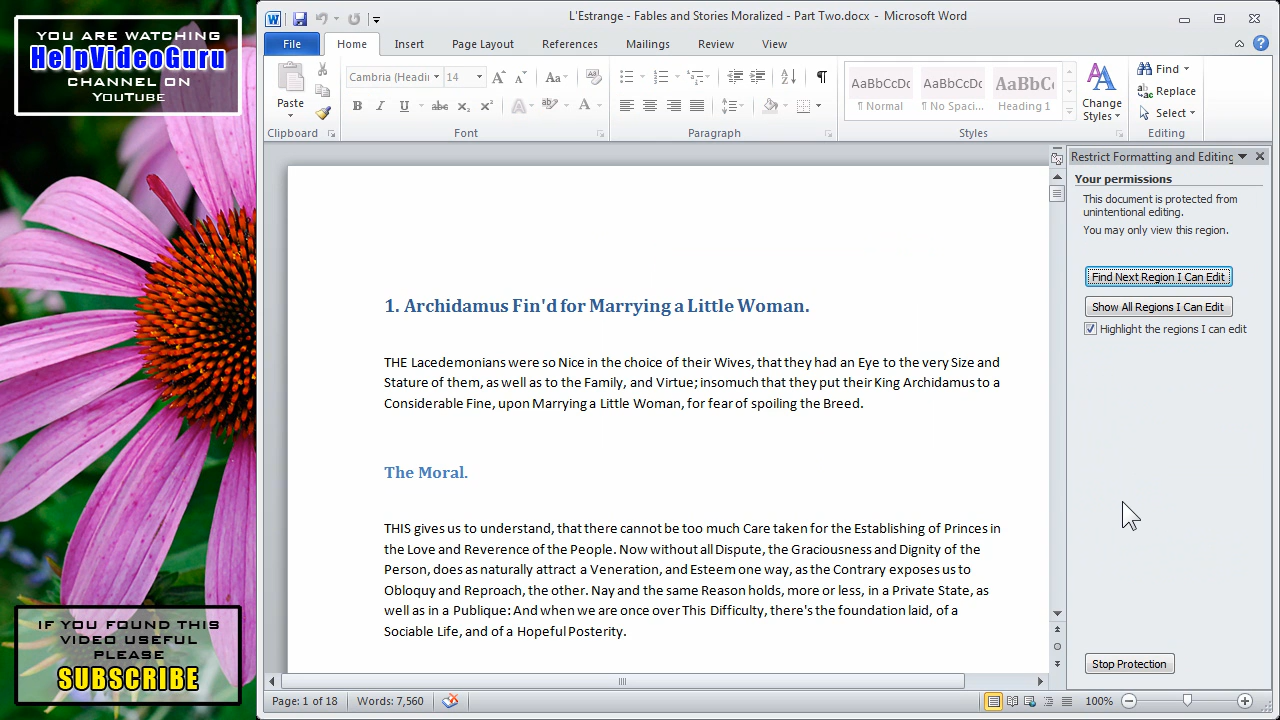 YOU ARE WATCHING
HelpVideoGuru
CHANNEL ON
YOUTUBE
IF YOU FOUND THIS
VIDEO USEFUL
PLEASE
SUBSCRIBE
L'Estrange - Fables and Stories Moralized - Part Two.docx - Microsoft Wo
File Home Insert Page Layout References Mailings Review View
Cambria (Headi 14
Paste
AaBbCcDc AaBbCcDc AaBbC
¶ Normal ¶ No Spaci... Heading 1
Change
Styles
Find
Replace
Select
Clipboard Font Paragraph Styles Editing
1. Archidamus Fin'd for Marrying a Little Woman.
THE Lacedemonians were so Nice in the choice of their Wives, that they had an Eye to the very Size and
Stature of them, as well as to the Family, and Virtue; insomuch that they put their King Archidamus to a
Considerable Fine, upon Marrying a Little Woman, for fear of spoiling the Breed.
The Moral.
THIS gives us to understand, that there cannot be too much Care taken for the Establishing of Princes in
the Love and Reverence of the People. Now without all Dispute, the Graciousness and Dignity of the
Person, does as naturally attract a Veneration, and Esteem one way, as the Contrary exposes us to
Obloquy and Reproach, the other. Nay and the same Reason holds, more or less, in a Private State, as
well as in a Publique: And when we are once over This Difficulty, there's the foundation laid, of a
Sociable Life, and of a Hopeful Posterity.
Restrict Formatting and Editing
Your permissions
This document is protected from
unintentional editing.
You may only view this region.
Find Next Region I Can Edit
Show All Regions I Can Edit
Highlight the regions I can edit
Stop Protection
Page: 1 of 18 Words: 7,560 100%